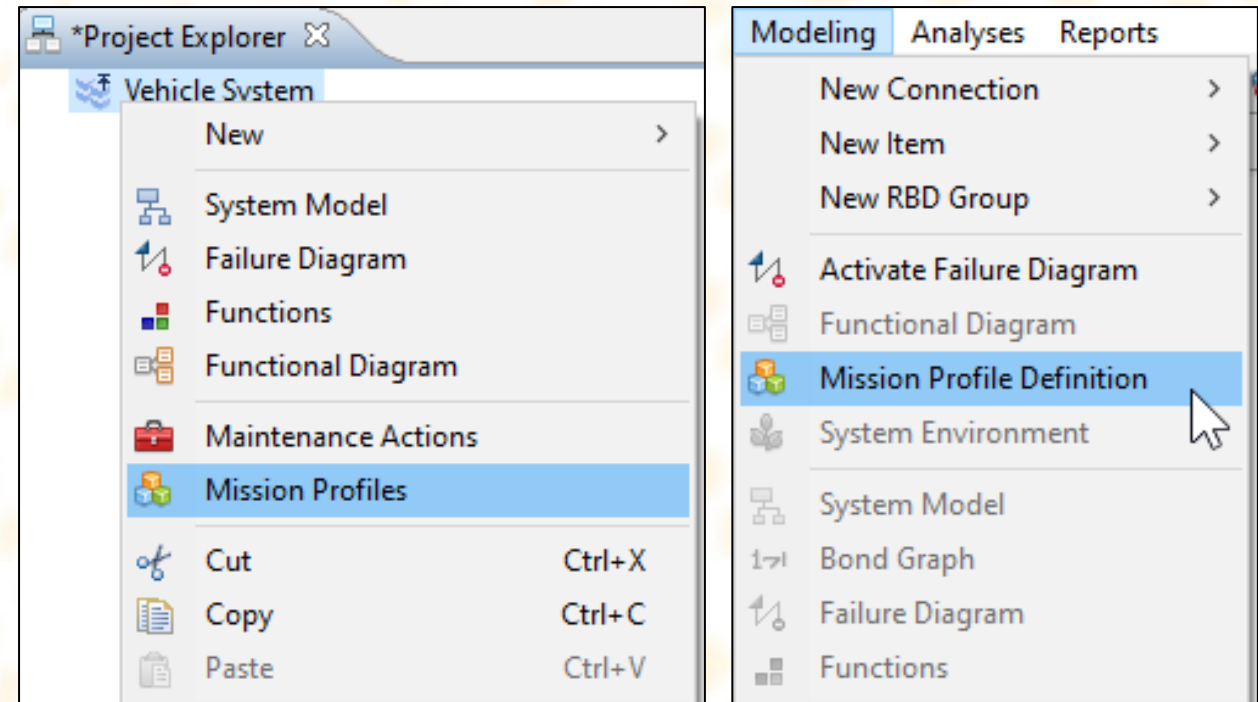 *Project Explorer
Vehicle System
New
System Model
Failure Diagram
Functions
Functional Diagram
Maintenance Actions
Mission Profiles
Cut Ctrl+X
Copy Ctrl+C
Paste Ctrl+V
Modeling Analyses Reports
New Connection
New Item
New RBD Group
Activate Failure Diagram
Functional Diagram
Mission Profile Definition
System Environment
System Model
Bond Graph
Failure Diagram
Functions